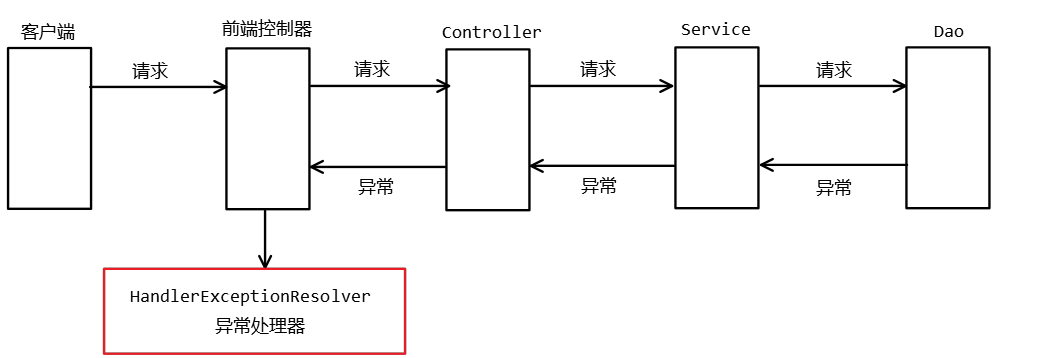 客户端
前端控制器
Controller
Service
Dao
请求
请求
请求
请求
异常
异常
异常
HandlerExceptionResolver
异常处理器